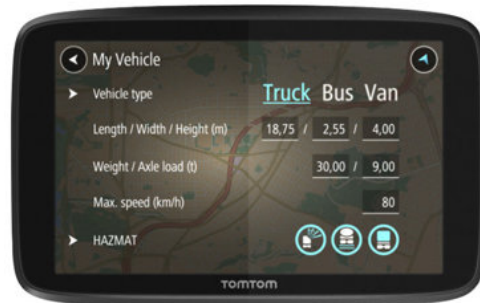 My Vehicle
Vehicle type Truck Bus Van
Length / Width / Height (m) 18,75 / 2,55 / 4,00
Weight / Axle load (t) 30,00 / 9,00
Max. speed (km/h) 80
HAZMAT
TOMTOM